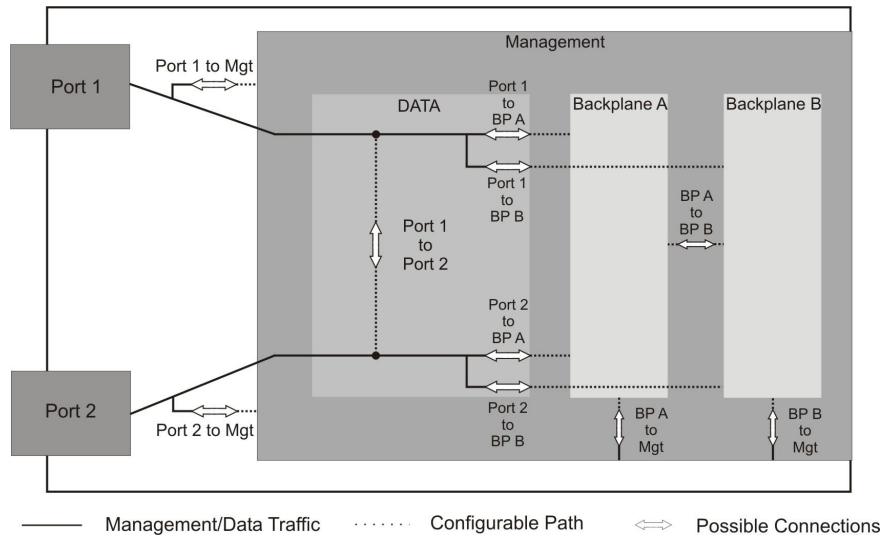 Management
Port 1
Port 1 to Mgt
DATA
Port 1
to
BP A
Backplane A
Backplane B
Port 1
to
BP B
BP A
to
BP B
Port 1
to
Port 2
Port 2
to
BP A
Port 2
Port 2 to Mgt
Port 2
to
BP B
BP A
to
Mgt
BP B
to
Mgt
Management/Data Traffic
Configurable Path
Possible Connections